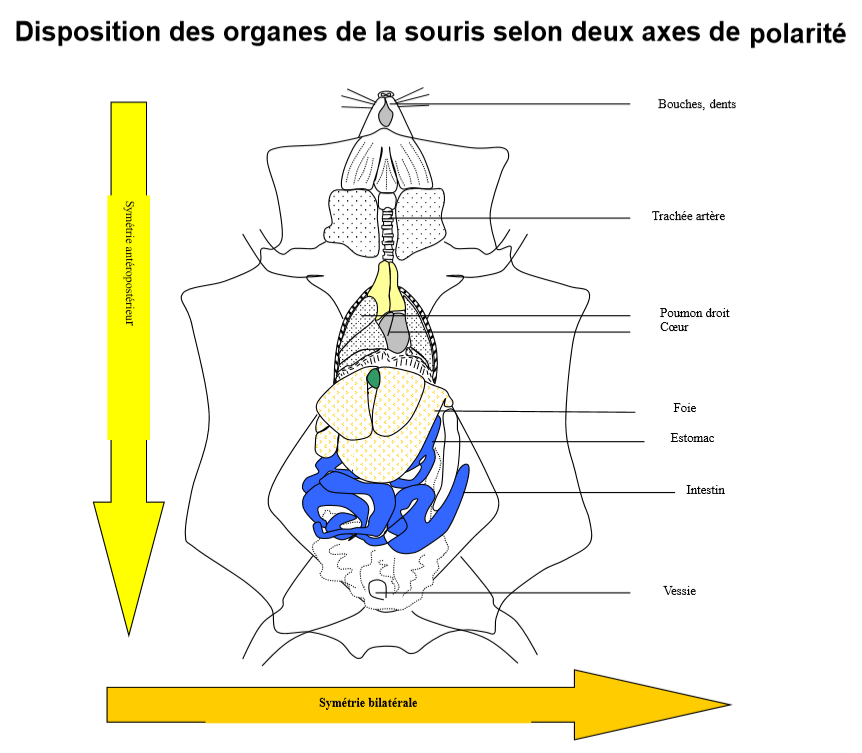 Disposition des organes de la souris selon deux axes de polarité
Bouches, dents
Symétrie antéropostérieur
Trachée artère
Poumon droit
Cœur
Foie
Estomac
Intestin
Vessie
Symétrie bilatérale